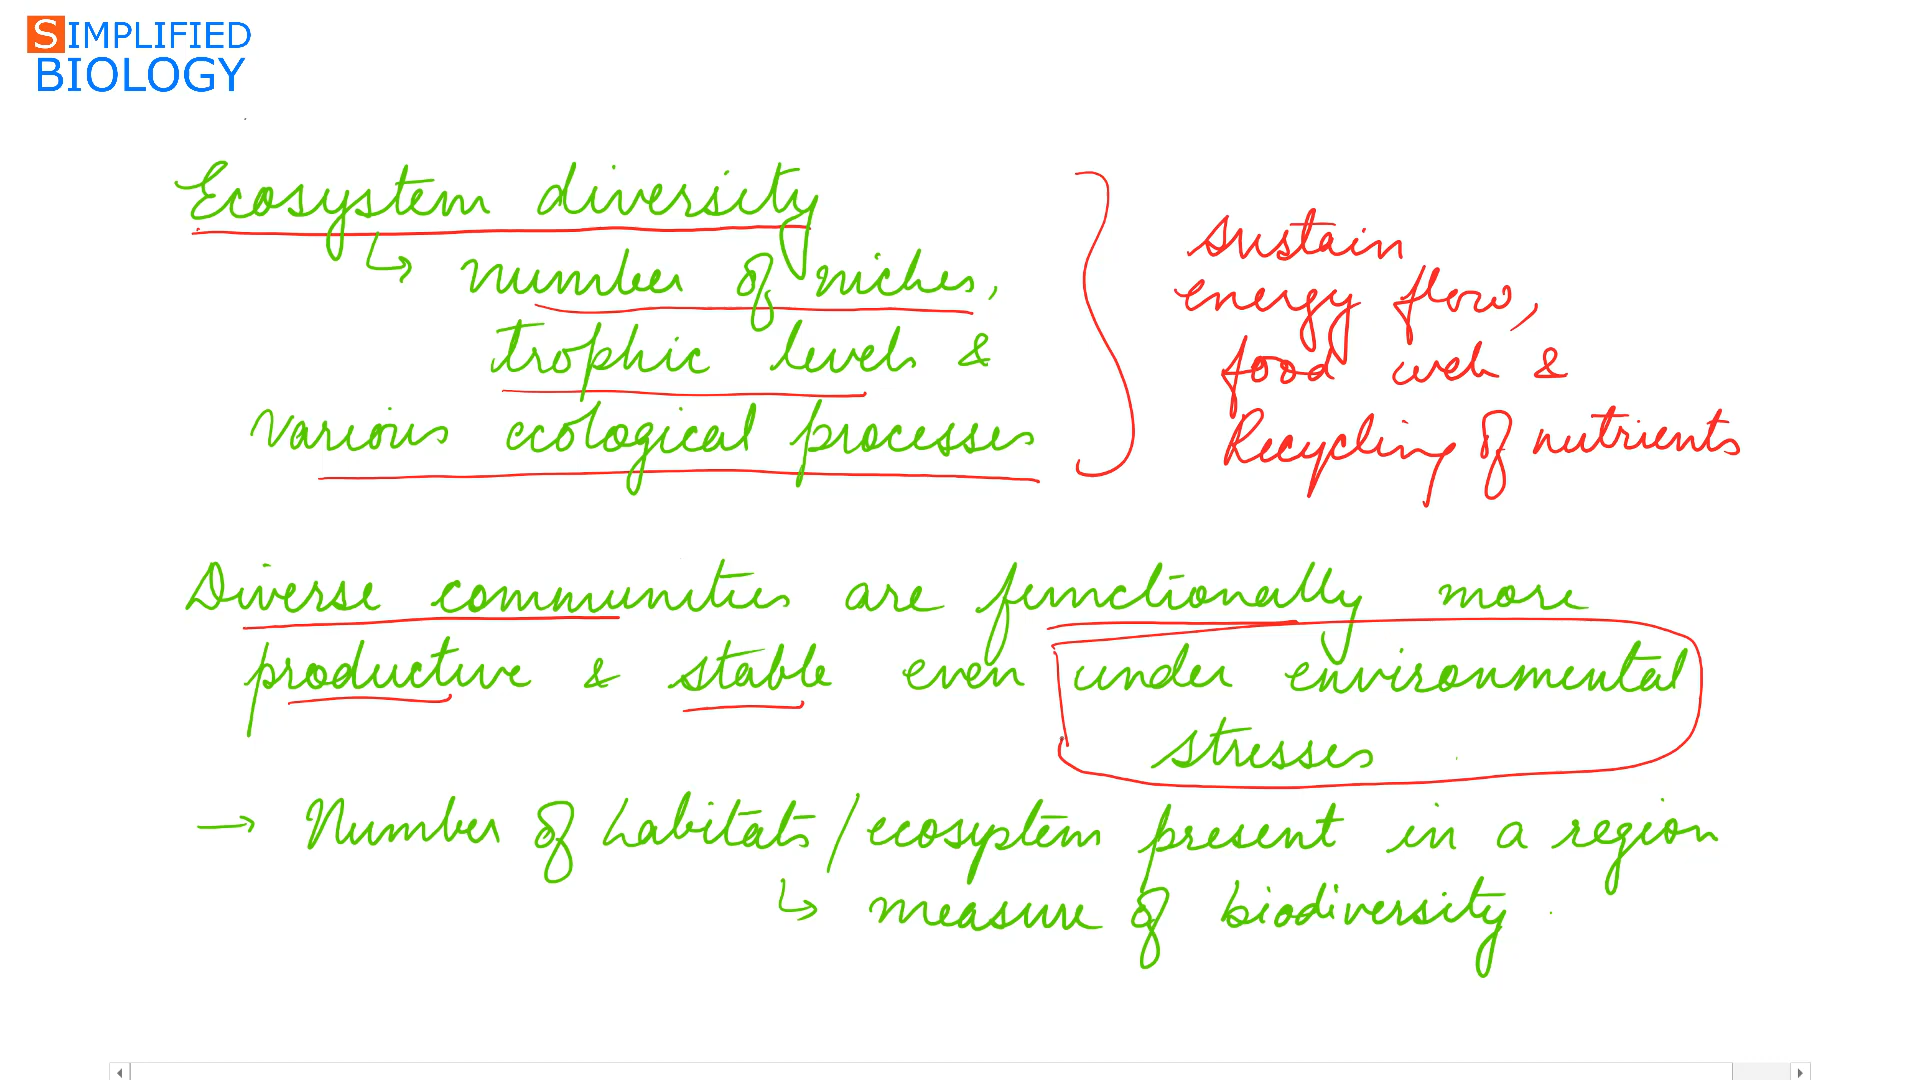 SIMPLIFIED
BIOLOGY
Ecosystem diversity
↳ number of niches,
trophic levels &
various ecological processes
sustain
energy flow,
food web &
Recycling of nutrients
Diverse communities are functionally more
productive & stable even under environmental
stresses
→ Number of habitats/ecosystem present in a region
↳ measure of biodiversity